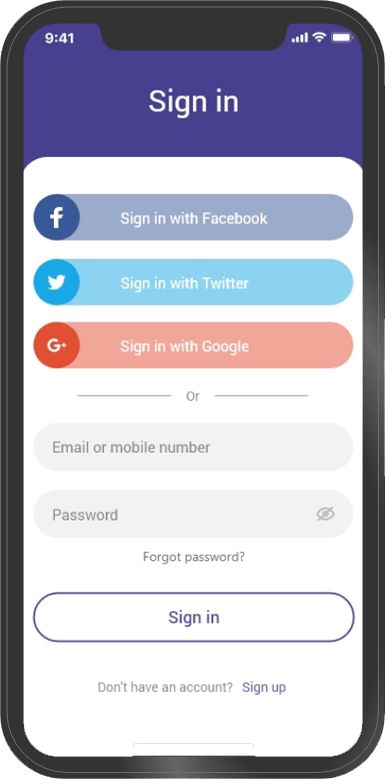 9:41
Sign in
Sign in with Facebook
Sign in with Twitter
Sign in with Google
Or
Email or mobile number
Password
Forgot password?
Sign in
Don't have an account? Sign up